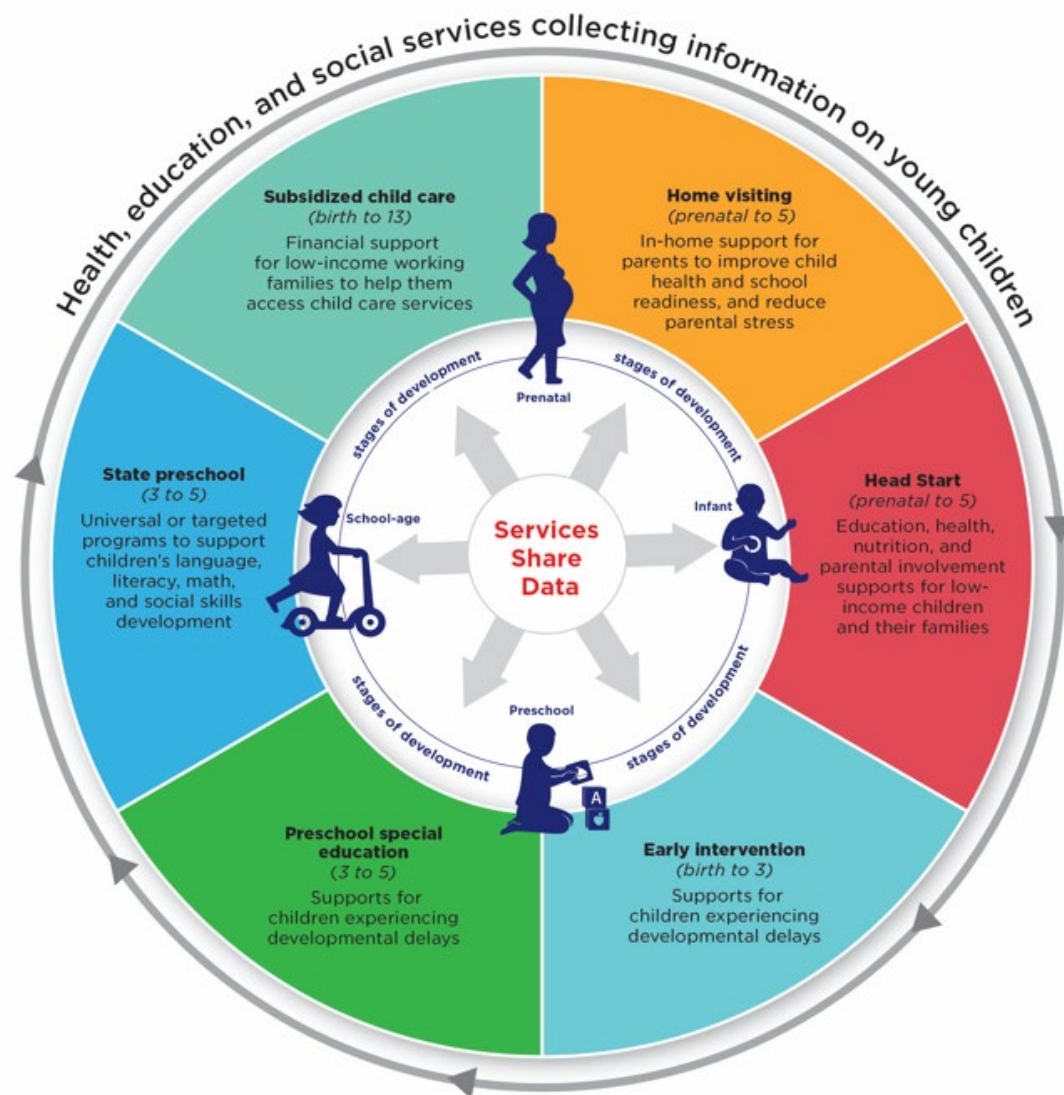 Health, education, and social services collecting information on young children
Subsidized child care
(birth to 13)
Financial support
for low-income working
families to help them
access child care services
Home visiting
(prenatal to 5)
In-home support for
parents to improve child
health and school
readiness, and reduce
parental stress
Head Start
(prenatal to 5)
Education, health,
nutrition, and
parental involvement
supports for low-
income children
and their families
Early intervention
(birth to 3)
Supports for
children experiencing
developmental delays
Preschool special
education
(3 to 5)
Supports for
children experiencing
developmental delays
State preschool
(3 to 5)
Universal or targeted
programs to support
children's language,
literacy, math,
and social skills
development
stages of development
Prenatal
stages of development
Infant
stages of development
Preschool
A
stages of development
School-age
Services
Share
Data